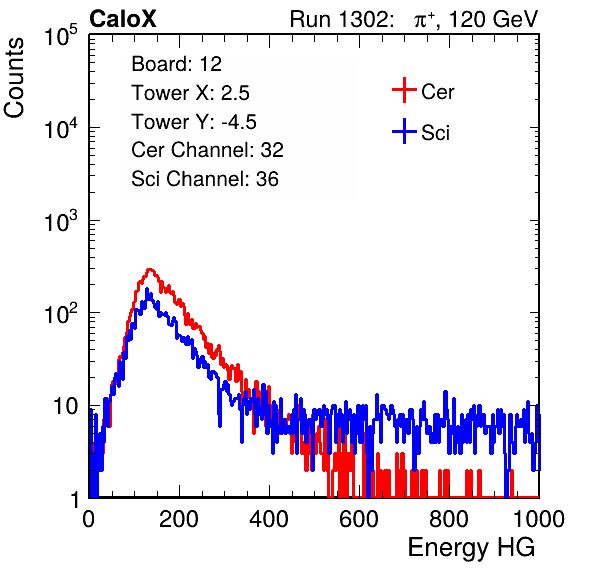 CaloX Run 1302: π⁺, 120 GeV
Counts
10⁵
10⁴
10³
10²
10
1
Board: 12
Tower X: 2.5
Tower Y: -4.5
Cer Channel: 32
Sci Channel: 36
Cer
Sci
0 200 400 600 800 1000
Energy HG